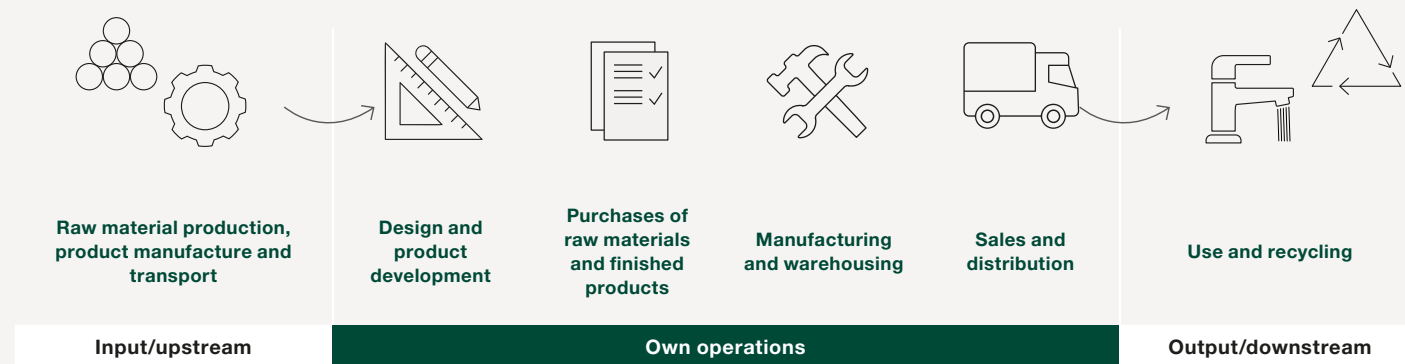 Raw material production,
product manufacture and
transport
Design and
product
development
Purchases of
raw materials
and finished
products
Manufacturing
and warehousing
Sales and
distribution
Use and recycling
Input/upstream
Own operations
Output/downstream